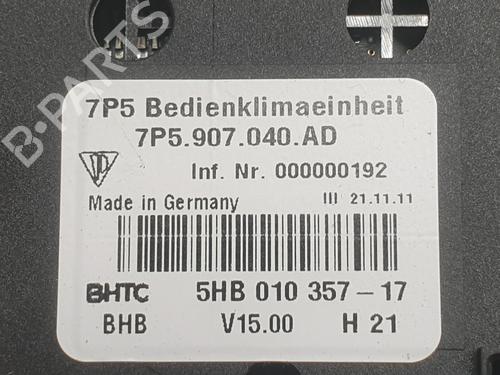 7P5 Bedienklimaeinheit
7P5.907.040.AD
Inf. Nr. 000000192
Made in Germany III 21.11.11
BHTC 5HB 010 357-17
BHB V15.00 H 21
B-PARTS